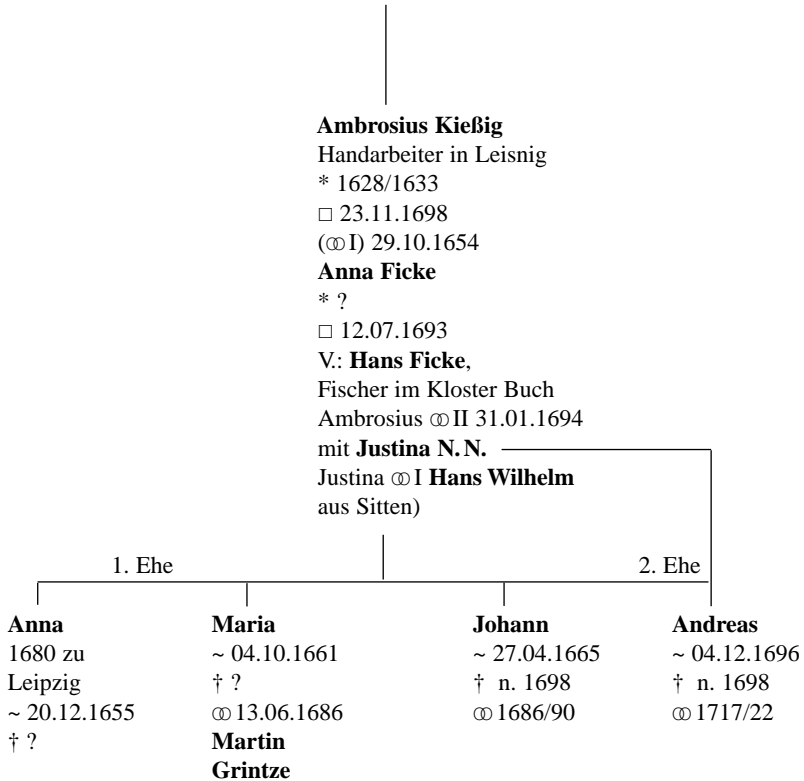 Ambrosius Kießig
Handarbeiter in Leisnig
* 1628/1633
□ 23.11.1698
(⚭ I) 29.10.1654
Anna Ficke
* ?
□ 12.07.1693
V.: Hans Ficke,
Fischer im Kloster Buch
Ambrosius ⚭ II 31.01.1694
mit Justina N. N.
Justina ⚭ I Hans Wilhelm
aus Sitten)
1. Ehe
2. Ehe
Anna
1680 zu
Leipzig
~ 20.12.1655
† ?
Maria
~ 04.10.1661
† ?
⚭ 13.06.1686
Martin
Grintze
Johann
~ 27.04.1665
† n. 1698
⚭ 1686/90
Andreas
~ 04.12.1696
† n. 1698
⚭ 1717/22